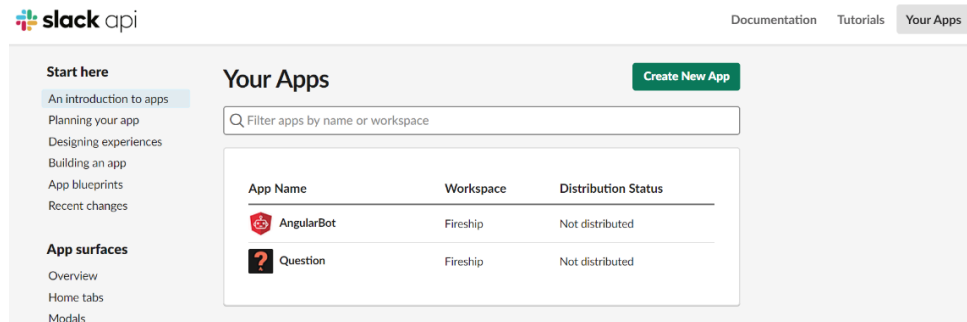 slack api
Documentation Tutorials Your Apps
Start here
An introduction to apps
Planning your app
Designing experiences
Building an app
App blueprints
Recent changes
App surfaces
Overview
Home tabs
Modals
Your Apps
Create New App
Filter apps by name or workspace
App Name Workspace Distribution Status
AngularBot Fireship Not distributed
Question Fireship Not distributed